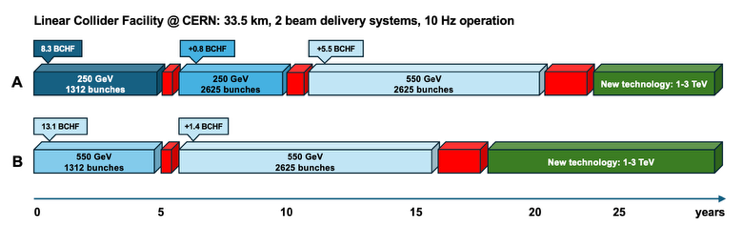 Linear Collider Facility @ CERN: 33.5 km, 2 beam delivery systems, 10 Hz operation
8.3 BCHF
+0.8 BCHF
+5.5 BCHF
A
250 GeV
1312 bunches
250 GeV
2625 bunches
550 GeV
2625 bunches
New technology: 1-3 TeV
13.1 BCHF
+1.4 BCHF
B
550 GeV
1312 bunches
550 GeV
2625 bunches
New technology: 1-3 TeV
0 5 10 15 20 25 years